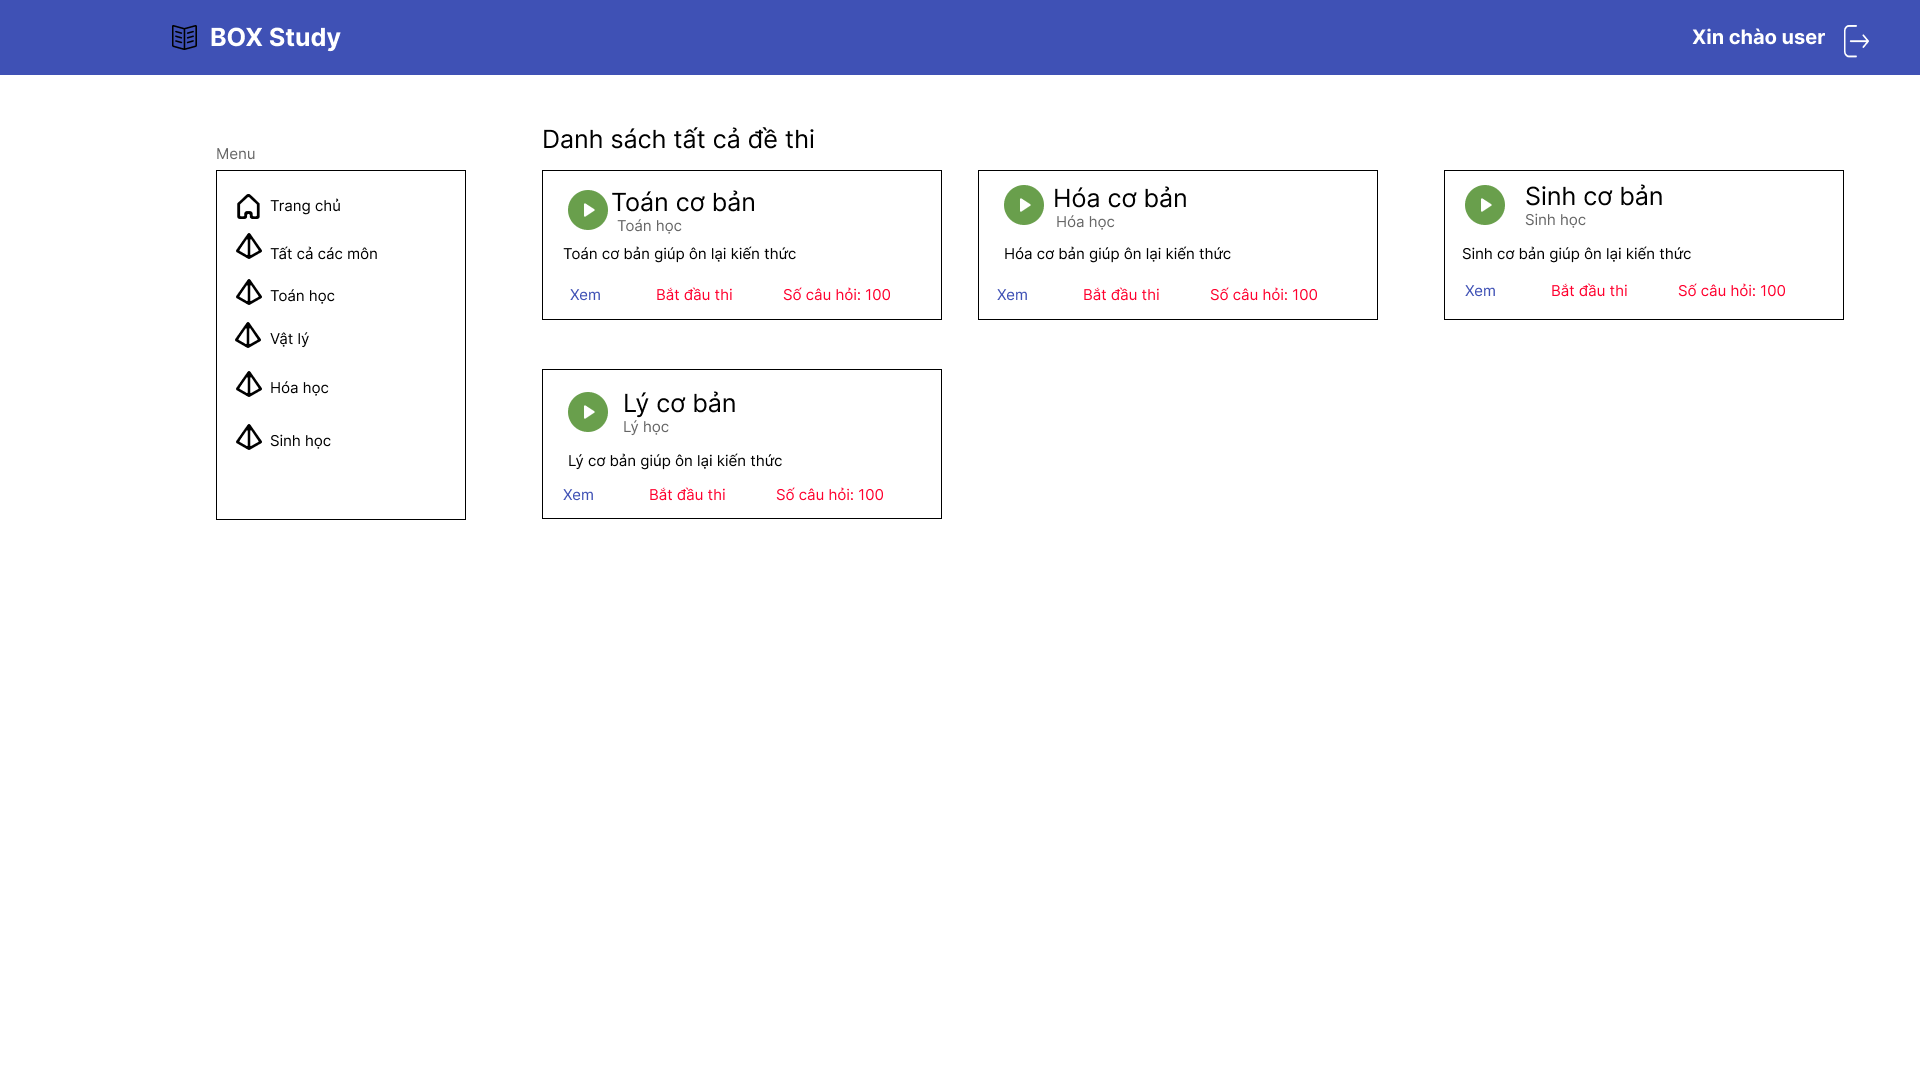 BOX Study
Xin chào user
Menu
Trang chủ
Tất cả các môn
Toán học
Vật lý
Hóa học
Sinh học
Danh sách tất cả đề thi
Toán cơ bản
Toán học
Toán cơ bản giúp ôn lại kiến thức
Xem Bắt đầu thi Số câu hỏi: 100
Hóa cơ bản
Hóa học
Hóa cơ bản giúp ôn lại kiến thức
Xem Bắt đầu thi Số câu hỏi: 100
Sinh cơ bản
Sinh học
Sinh cơ bản giúp ôn lại kiến thức
Xem Bắt đầu thi Số câu hỏi: 100
Lý cơ bản
Lý học
Lý cơ bản giúp ôn lại kiến thức
Xem Bắt đầu thi Số câu hỏi: 100